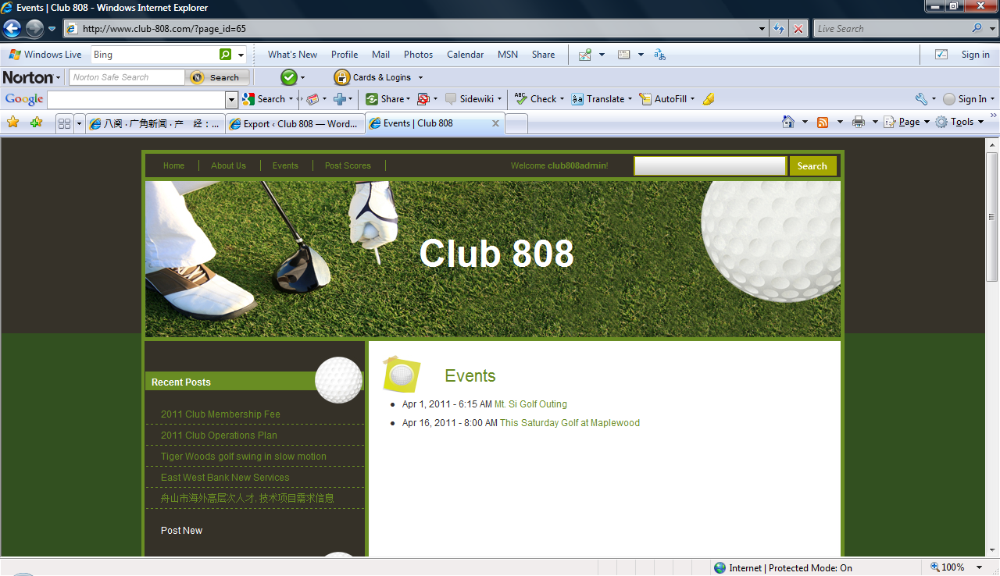 Events | Club 808 - Windows Internet Explorer
http://www.club-808.com/?page_id=65
Live Search
Windows Live
Bing
What's New
Profile
Mail
Photos
Calendar
MSN
Share
Sign in
Norton
Norton Safe Search
Search
Cards & Logins
Google
Search
Share
Sidewiki
Check
Translate
AutoFill
Sign In
八闽 · 广角新闻 · 产 经：...
Export ‹ Club 808 — Word...
Events | Club 808
Page
Tools
Home
About Us
Events
Post Scores
Welcome club808admin!
Search
Club 808
Recent Posts
2011 Club Membership Fee
2011 Club Operations Plan
Tiger Woods golf swing in slow motion
East West Bank New Services
舟山市海外高层次人才, 技术项目需求信息
Post New
Events
Apr 1, 2011 - 6:15 AM Mt. Si Golf Outing
Apr 16, 2011 - 8:00 AM This Saturday Golf at Maplewood
Internet | Protected Mode: On
100%